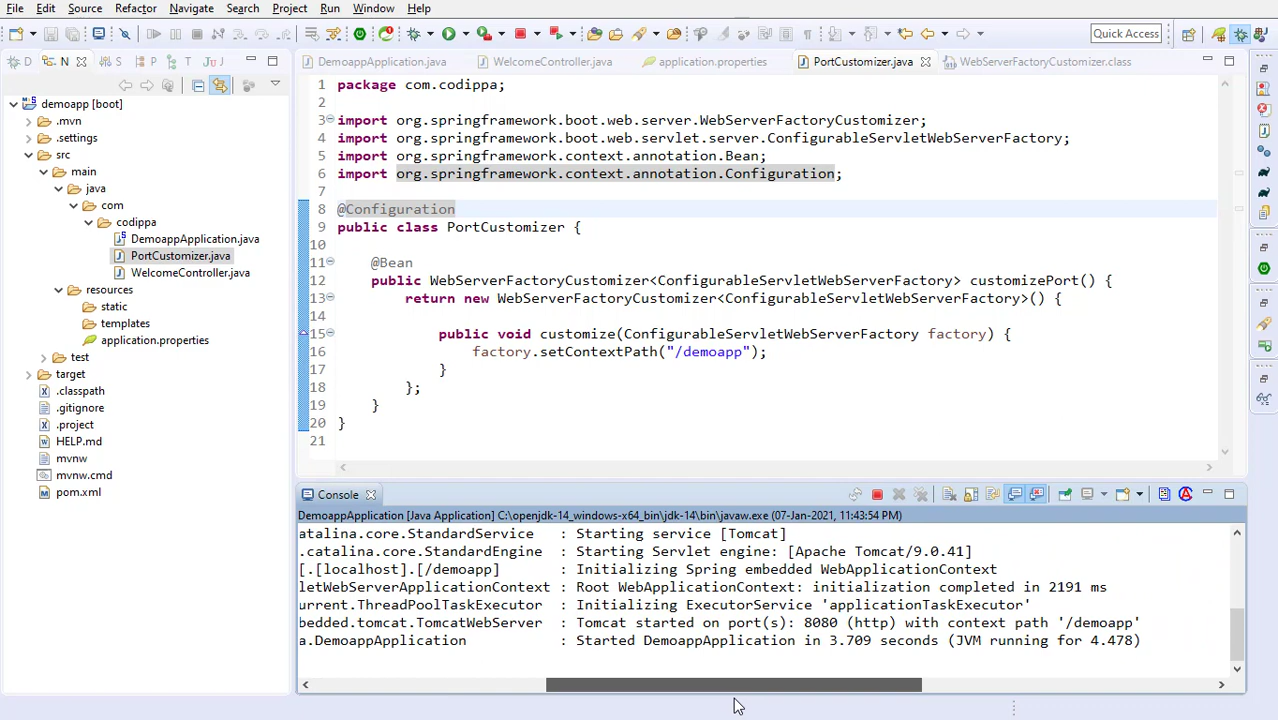 File Edit Source Refactor Navigate Search Project Run Window Help
Quick Access
D N S P T Ju
demoapp [boot]
.mvn
.settings
src
main
java
com
codippa
DemoappApplication.java
PortCustomizer.java
WelcomeController.java
resources
static
templates
application.properties
test
target
.classpath
.gitignore
.project
HELP.md
mvnw
mvnw.cmd
pom.xml
DemoappApplication.java WelcomeController.java application.properties PortCustomizer.java WebServerFactoryCustomizer.class
1 package com.codippa;
2
3 import org.springframework.boot.web.server.WebServerFactoryCustomizer;
4 import org.springframework.boot.web.servlet.server.ConfigurableServletWebServerFactory;
5 import org.springframework.context.annotation.Bean;
6 import org.springframework.context.annotation.Configuration;
7
8 @Configuration
9 public class PortCustomizer {
10
11 @Bean
12 public WebServerFactoryCustomizer<ConfigurableServletWebServerFactory> customizePort() {
13 return new WebServerFactoryCustomizer<ConfigurableServletWebServerFactory>() {
14
15 public void customize(ConfigurableServletWebServerFactory factory) {
16 factory.setContextPath("/demoapp");
17 }
18 };
19 }
20 }
21
Console
DemoappApplication [Java Application] C:\openjdk-14_windows-x64_bin\jdk-14\bin\javaw.exe (07-Jan-2021, 11:43:54 PM)
atalina.core.StandardService : Starting service [Tomcat]
.catalina.core.StandardEngine : Starting Servlet engine: [Apache Tomcat/9.0.41]
[.[localhost].[/demoapp] : Initializing Spring embedded WebApplicationContext
letWebServerApplicationContext : Root WebApplicationContext: initialization completed in 2191 ms
urrent.ThreadPoolTaskExecutor : Initializing ExecutorService 'applicationTaskExecutor'
bedded.tomcat.TomcatWebServer : Tomcat started on port(s): 8080 (http) with context path '/demoapp'
a.DemoappApplication : Started DemoappApplication in 3.709 seconds (JVM running for 4.478)